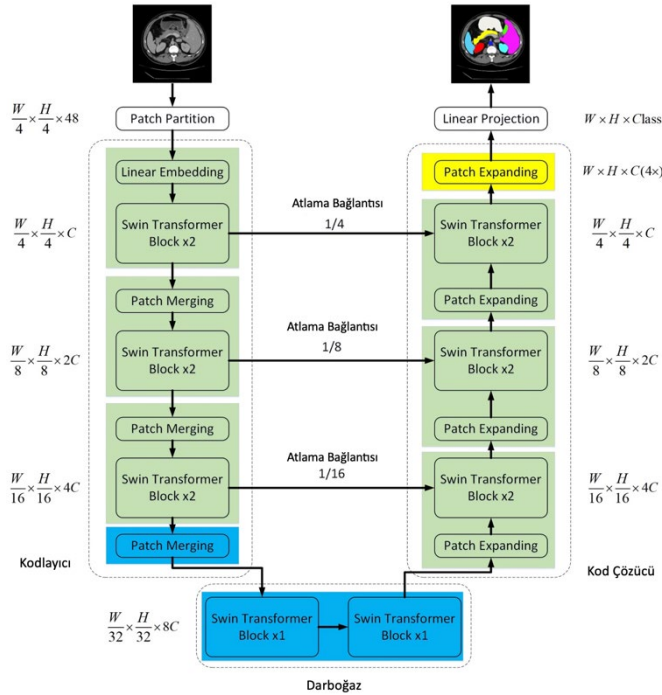 W/4 × H/4 × 48
Patch Partition
Linear Projection
W × H × Class
Linear Embedding
Patch Expanding
W × H × C(4×)
W/4 × H/4 × C
Swin Transformer
Block x2
Atlama Bağlantısı
1/4
Swin Transformer
Block x2
W/4 × H/4 × C
Patch Merging
Patch Expanding
W/8 × H/8 × 2C
Swin Transformer
Block x2
Atlama Bağlantısı
1/8
Swin Transformer
Block x2
W/8 × H/8 × 2C
Patch Merging
Patch Expanding
W/16 × H/16 × 4C
Swin Transformer
Block x2
Atlama Bağlantısı
1/16
Swin Transformer
Block x2
W/16 × H/16 × 4C
Patch Merging
Patch Expanding
Kodlayıcı
Kod Çözücü
W/32 × H/32 × 8C
Swin Transformer
Block x1
Swin Transformer
Block x1
Darboğaz